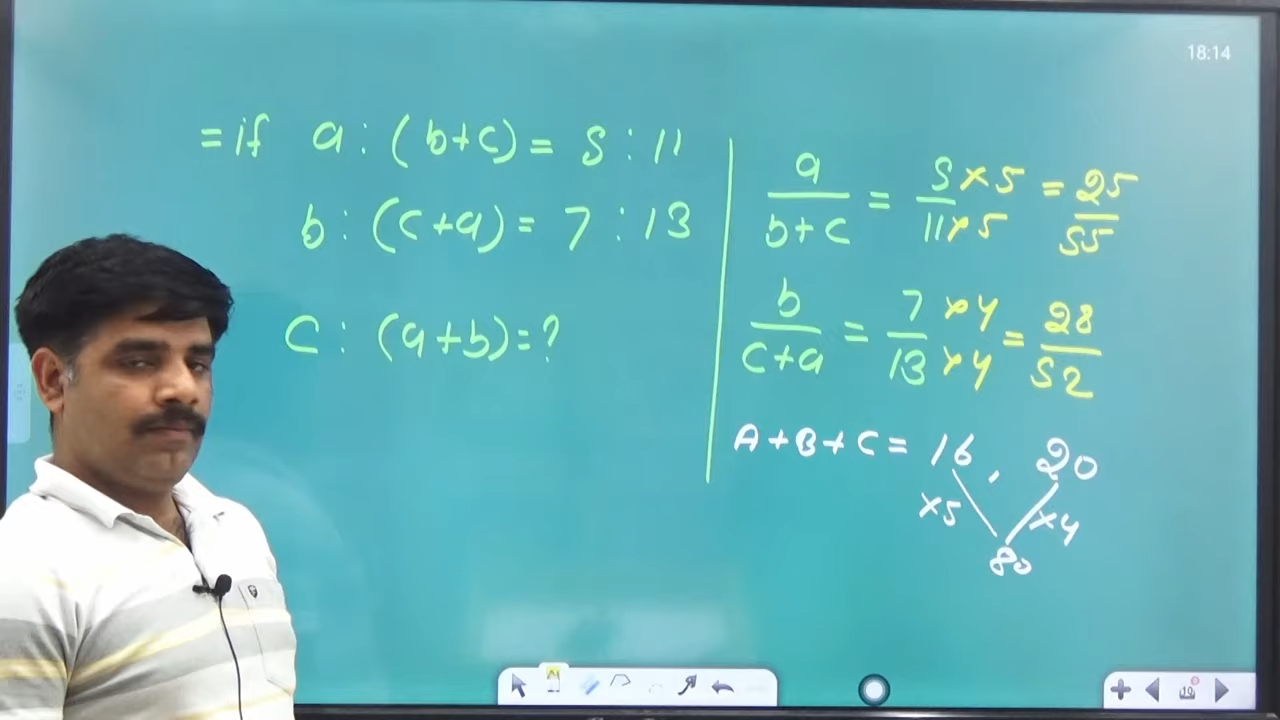 18:14
= if a : (b+c) = 5 : 11
b : (c+a) = 7 : 13
c : (a+b) = ?
a/b+c = 5×5/11×5 = 25/55
b/c+a = 7×4/13×4 = 28/52
A+B+C = 16, 20
×5 ×4
80